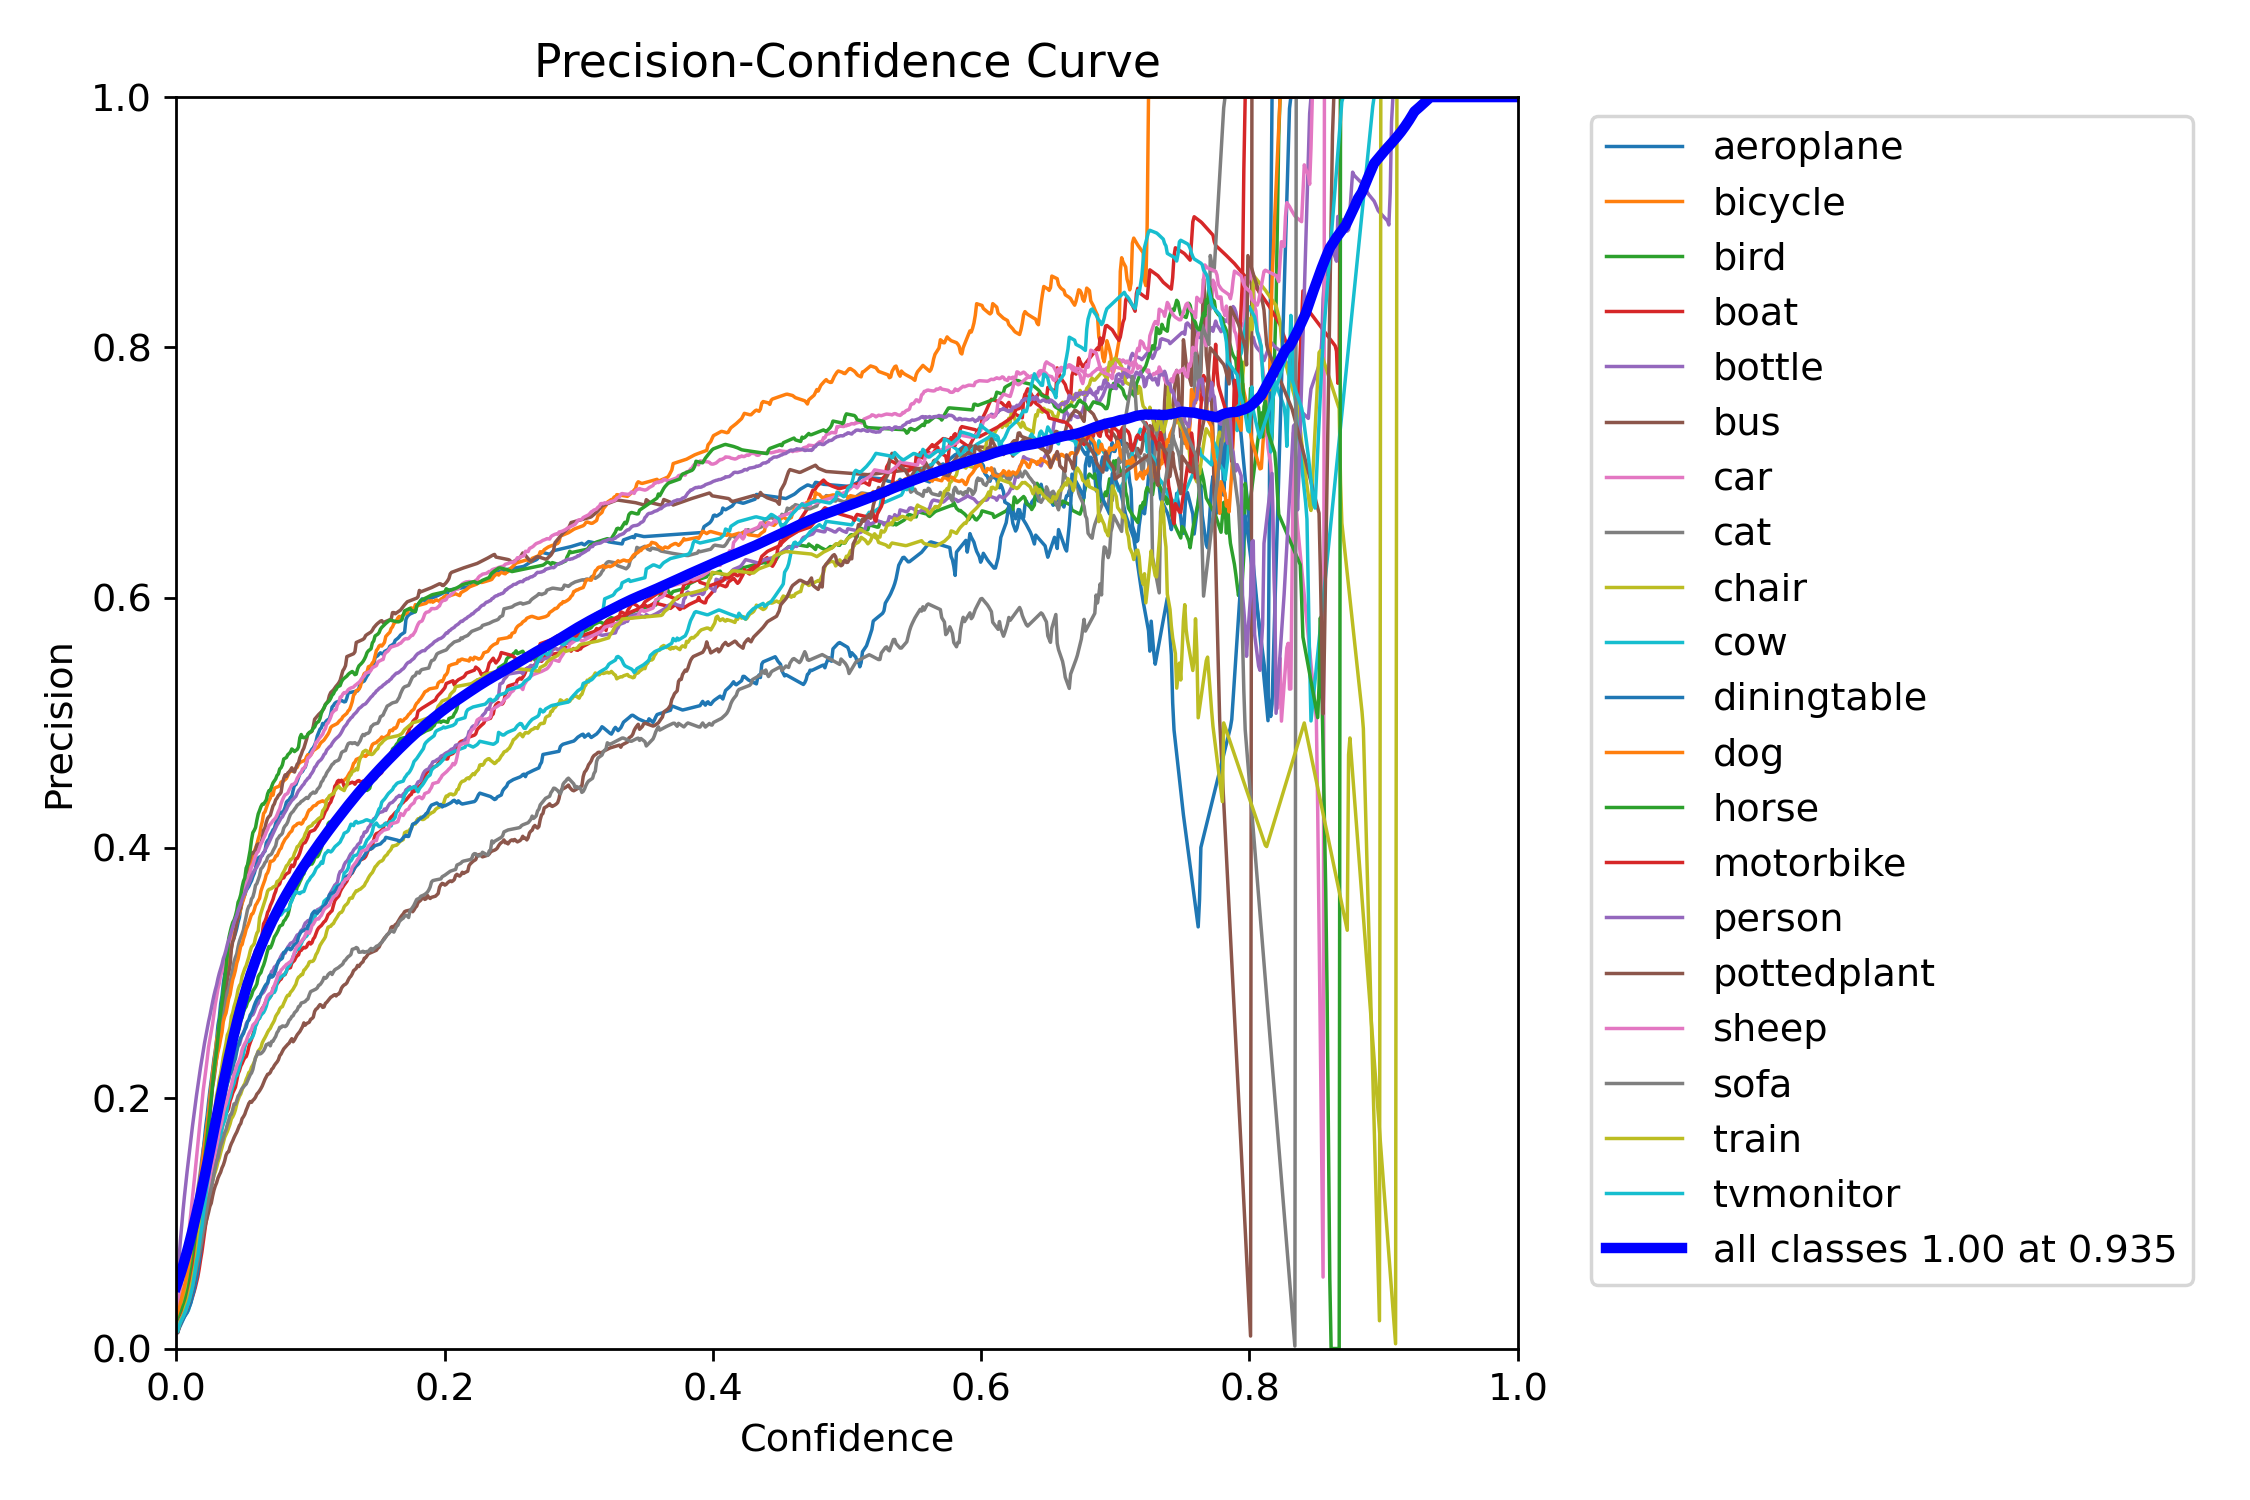 Precision-Confidence Curve
1.0
0.8
0.6
0.4
0.2
0.0
Precision
0.0 0.2 0.4 0.6 0.8 1.0
Confidence
aeroplane
bicycle
bird
boat
bottle
bus
car
cat
chair
cow
diningtable
dog
horse
motorbike
person
pottedplant
sheep
sofa
train
tvmonitor
all classes 1.00 at 0.935